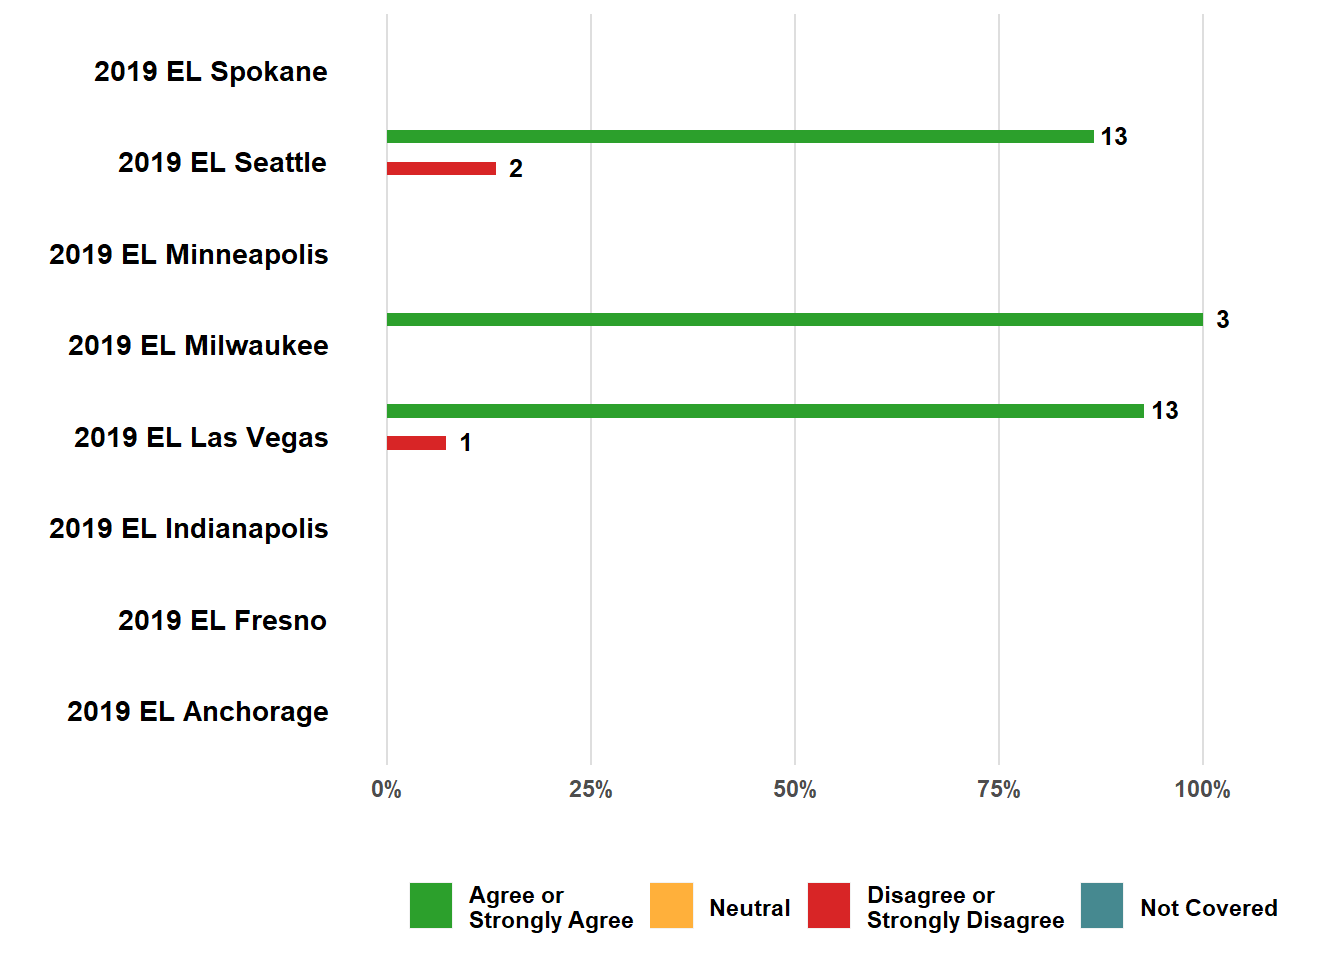 2019 EL Spokane
13
2019 EL Seattle
2
2019 EL Minneapolis
3
2019 EL Milwaukee
13
2019 EL Las Vegas
1
2019 EL Indianapolis
2019 EL Fresno
2019 EL Anchorage
0% 25% 50% 75% 100%
Agree or
Strongly Agree
Neutral
Disagree or
Strongly Disagree
Not Covered